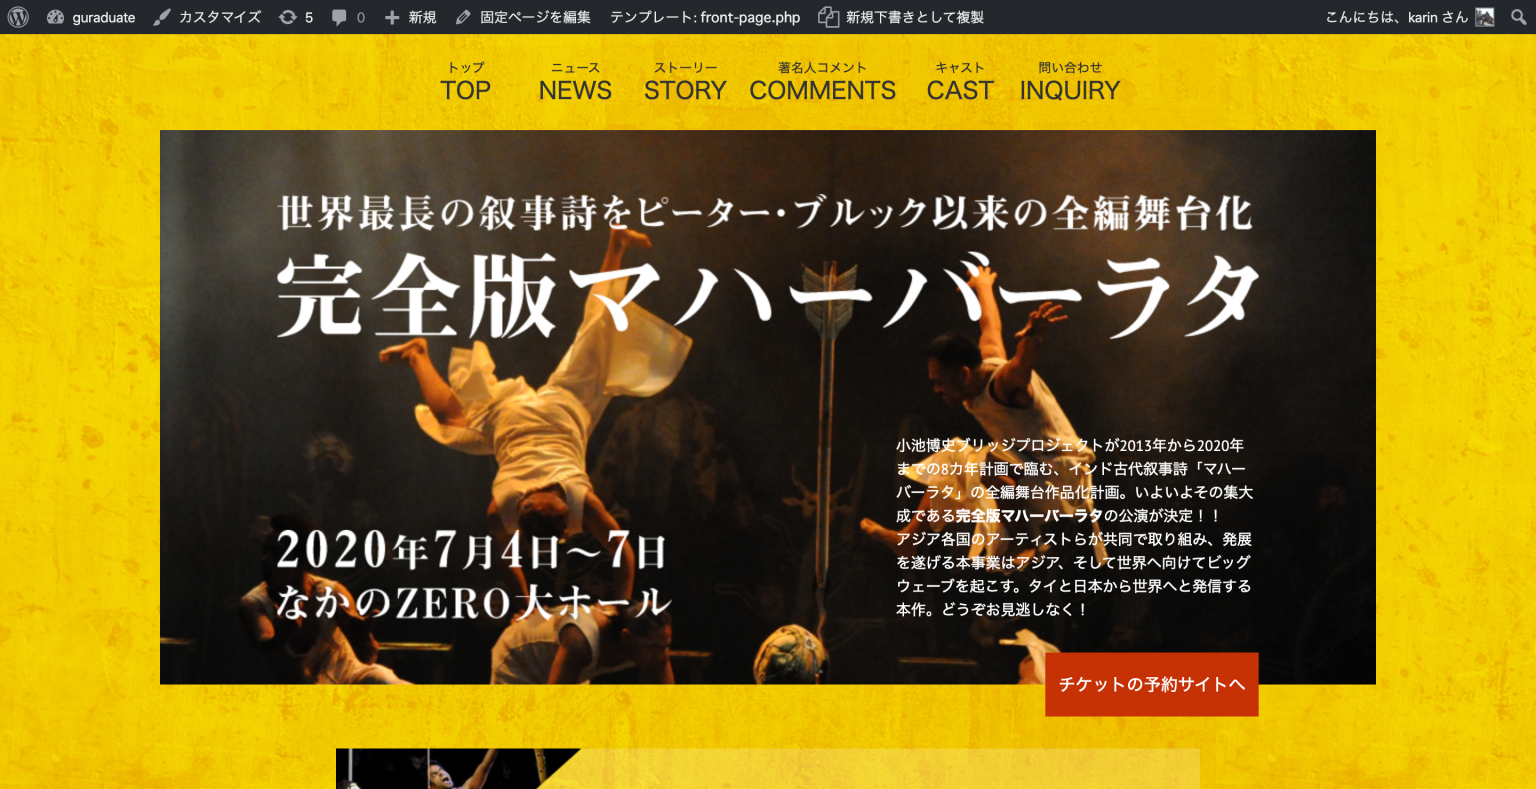 guraduate カスタマイズ 5 0 新規 固定ページを編集 テンプレート: front-page.php 新規下書きとして複製 こんにちは、karin さん
トップ ニュース ストーリー 著名人コメント キャスト 問い合わせ
TOP NEWS STORY COMMENTS CAST INQUIRY
世界最長の叙事詩をピーター・ブルック以来の全編舞台化
完全版マハーバーラタ
小池博史ブリッジプロジェクトが2013年から2020年
までの8カ年計画で臨む、インド古代叙事詩「マハー
バーラタ」の全編舞台作品化計画。いよいよその集大
成である完全版マハーバーラタの公演が決定！！
アジア各国のアーティストらが共同で取り組み、発展
を遂げる本事業はアジア、そして世界へ向けてビッグ
ウェーブを起こす。タイと日本から世界へと発信する
本作。どうぞお見逃しなく！
2020年7月4日〜7日
なかのZERO大ホール
チケットの予約サイトへ